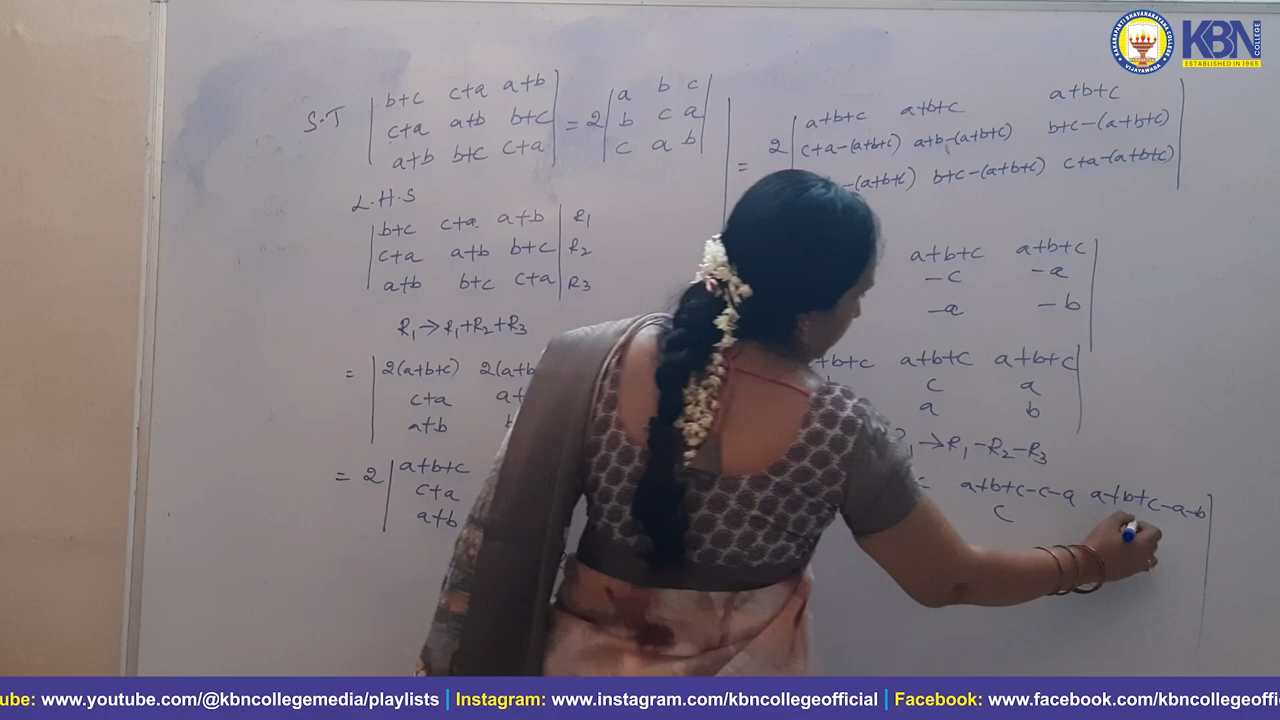 S.T | b+c c+a a+b | = 2 | a b c |
| c+a a+b b+c | | b c a |
| a+b b+c c+a | | c a b |
L.H.S
| b+c c+a a+b | R1
| c+a a+b b+c | R2
| a+b b+c c+a | R3
R1→R1+R2+R3
= | 2(a+b+c) 2(a+b
c+a
a+b
= 2 | a+b+c
c+a
a+b
= 2 | a+b+c a+b+c a+b+c |
| c+a-(a+b+c) a+b-(a+b+c) b+c-(a+b+c) |
-(a+b+c) b+c-(a+b+c) c+a-(a+b+c) |
a+b+c a+b+c |
-c -a
-a -b
+b+c a+b+c a+b+c |
c a
a b
→R1-R2-R3
= a+b+c-c-a a+b+c-a-b |
c
KAKARAPARTI BHAVANARAYANA COLLEGE
VIJAYAWADA
KBN
COLLEGE
ESTABLISHED IN 1965
ube: www.youtube.com/@kbncollegemedia/playlists | Instagram: www.instagram.com/kbncollegeofficial | Facebook: www.facebook.com/kbncollegeoffi